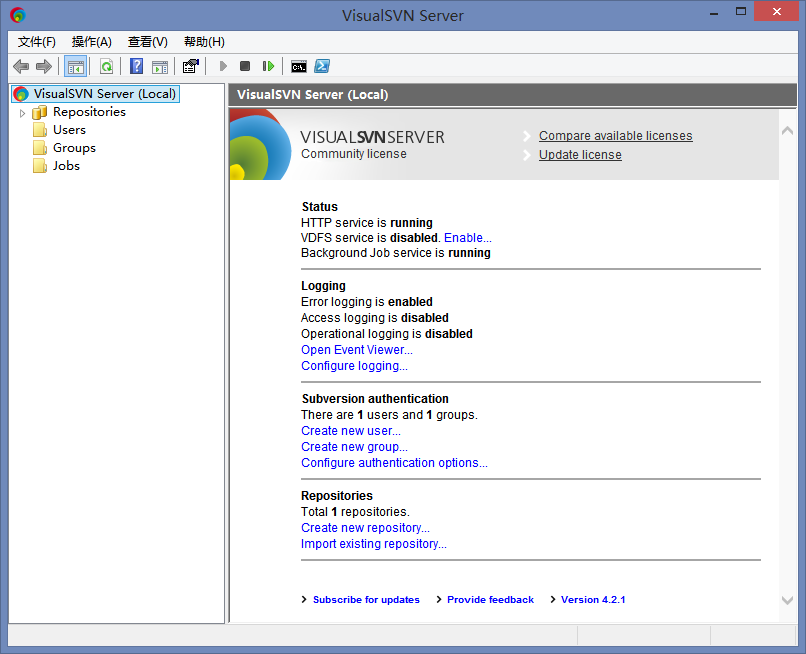 VisualSVN Server
文件(F) 操作(A) 查看(V) 帮助(H)
VisualSVN Server (Local)
Repositories
Users
Groups
Jobs
VisualSVN Server (Local)
VISUALSVNSERVER
Community license
Compare available licenses
Update license
Status
HTTP service is running
VDFS service is disabled. Enable...
Background Job service is running
Logging
Error logging is enabled
Access logging is disabled
Operational logging is disabled
Open Event Viewer...
Configure logging...
Subversion authentication
There are 1 users and 1 groups.
Create new user...
Create new group...
Configure authentication options...
Repositories
Total 1 repositories.
Create new repository...
Import existing repository...
Subscribe for updates Provide feedback Version 4.2.1